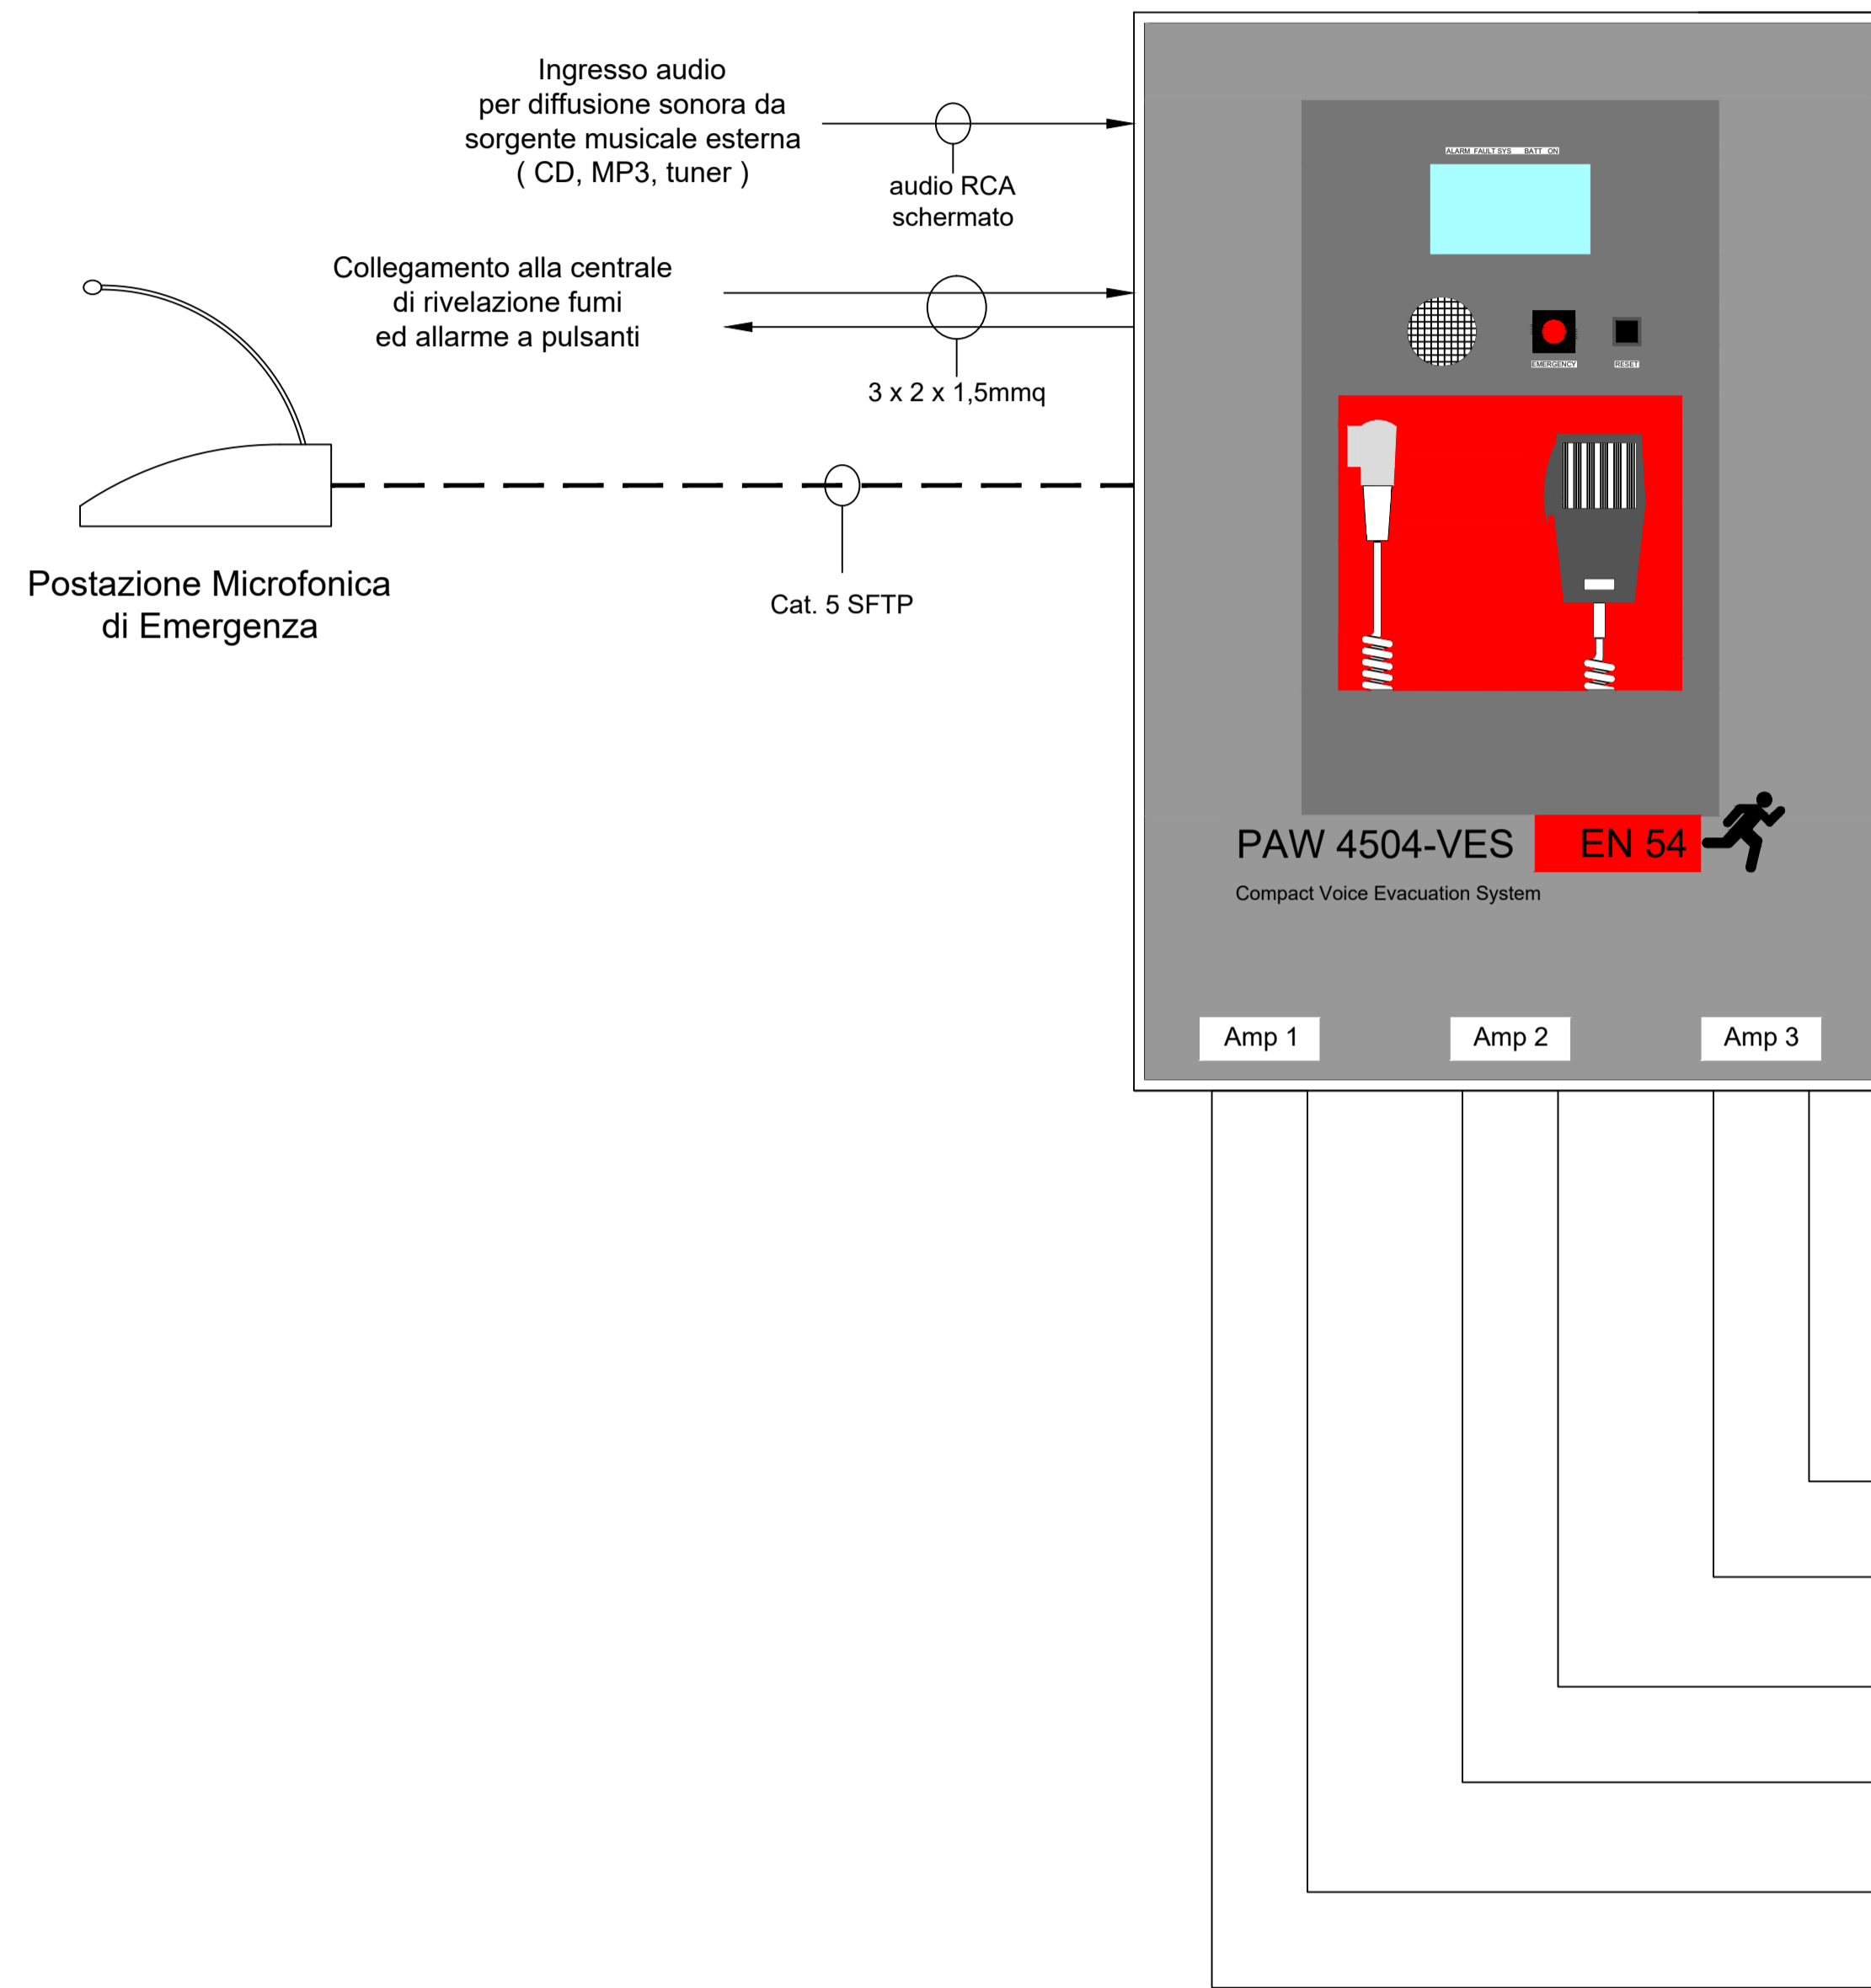 Ingresso audio
per diffusione sonora da
sorgente musicale esterna
( CD, MP3, tuner )
audio RCA
schermato
Collegamento alla centrale
di rivelazione fumi
ed allarme a pulsanti
3 x 2 x 1,5mmq
Cat. 5 SFTP
Postazione Microfonica
di Emergenza
ALARM FAULT SYS BATT ON
EMERGENCY
RESET
PAW 4504-VES
EN 54
Compact Voice Evacuation System
Amp 1
Amp 2
Amp 3